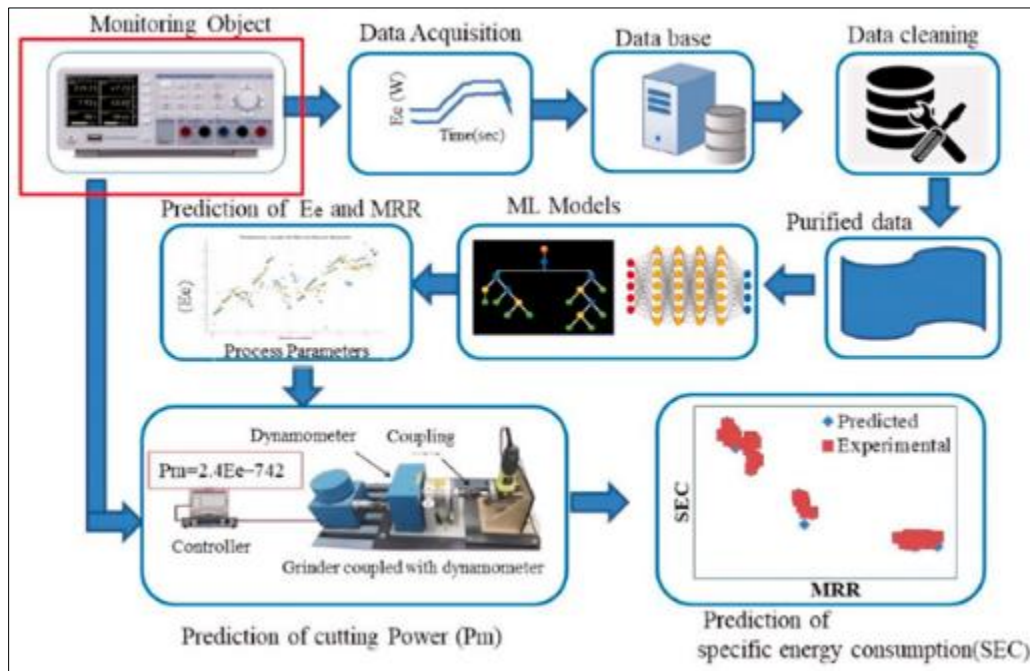 Monitoring Object
Data Acquisition
Data base
Data cleaning
Ee (W)
Time(sec)
Prediction of Ee and MRR
ML Models
Purified data
(Ee)
Process Parameters
Dynamometer
Coupling
Pm=2.4Ee−742
Controller
Grinder coupled with dynamometer
Predicted
Experimental
SEC
MRR
Prediction of cutting Power (Pm)
Prediction of
specific energy consumption(SEC)